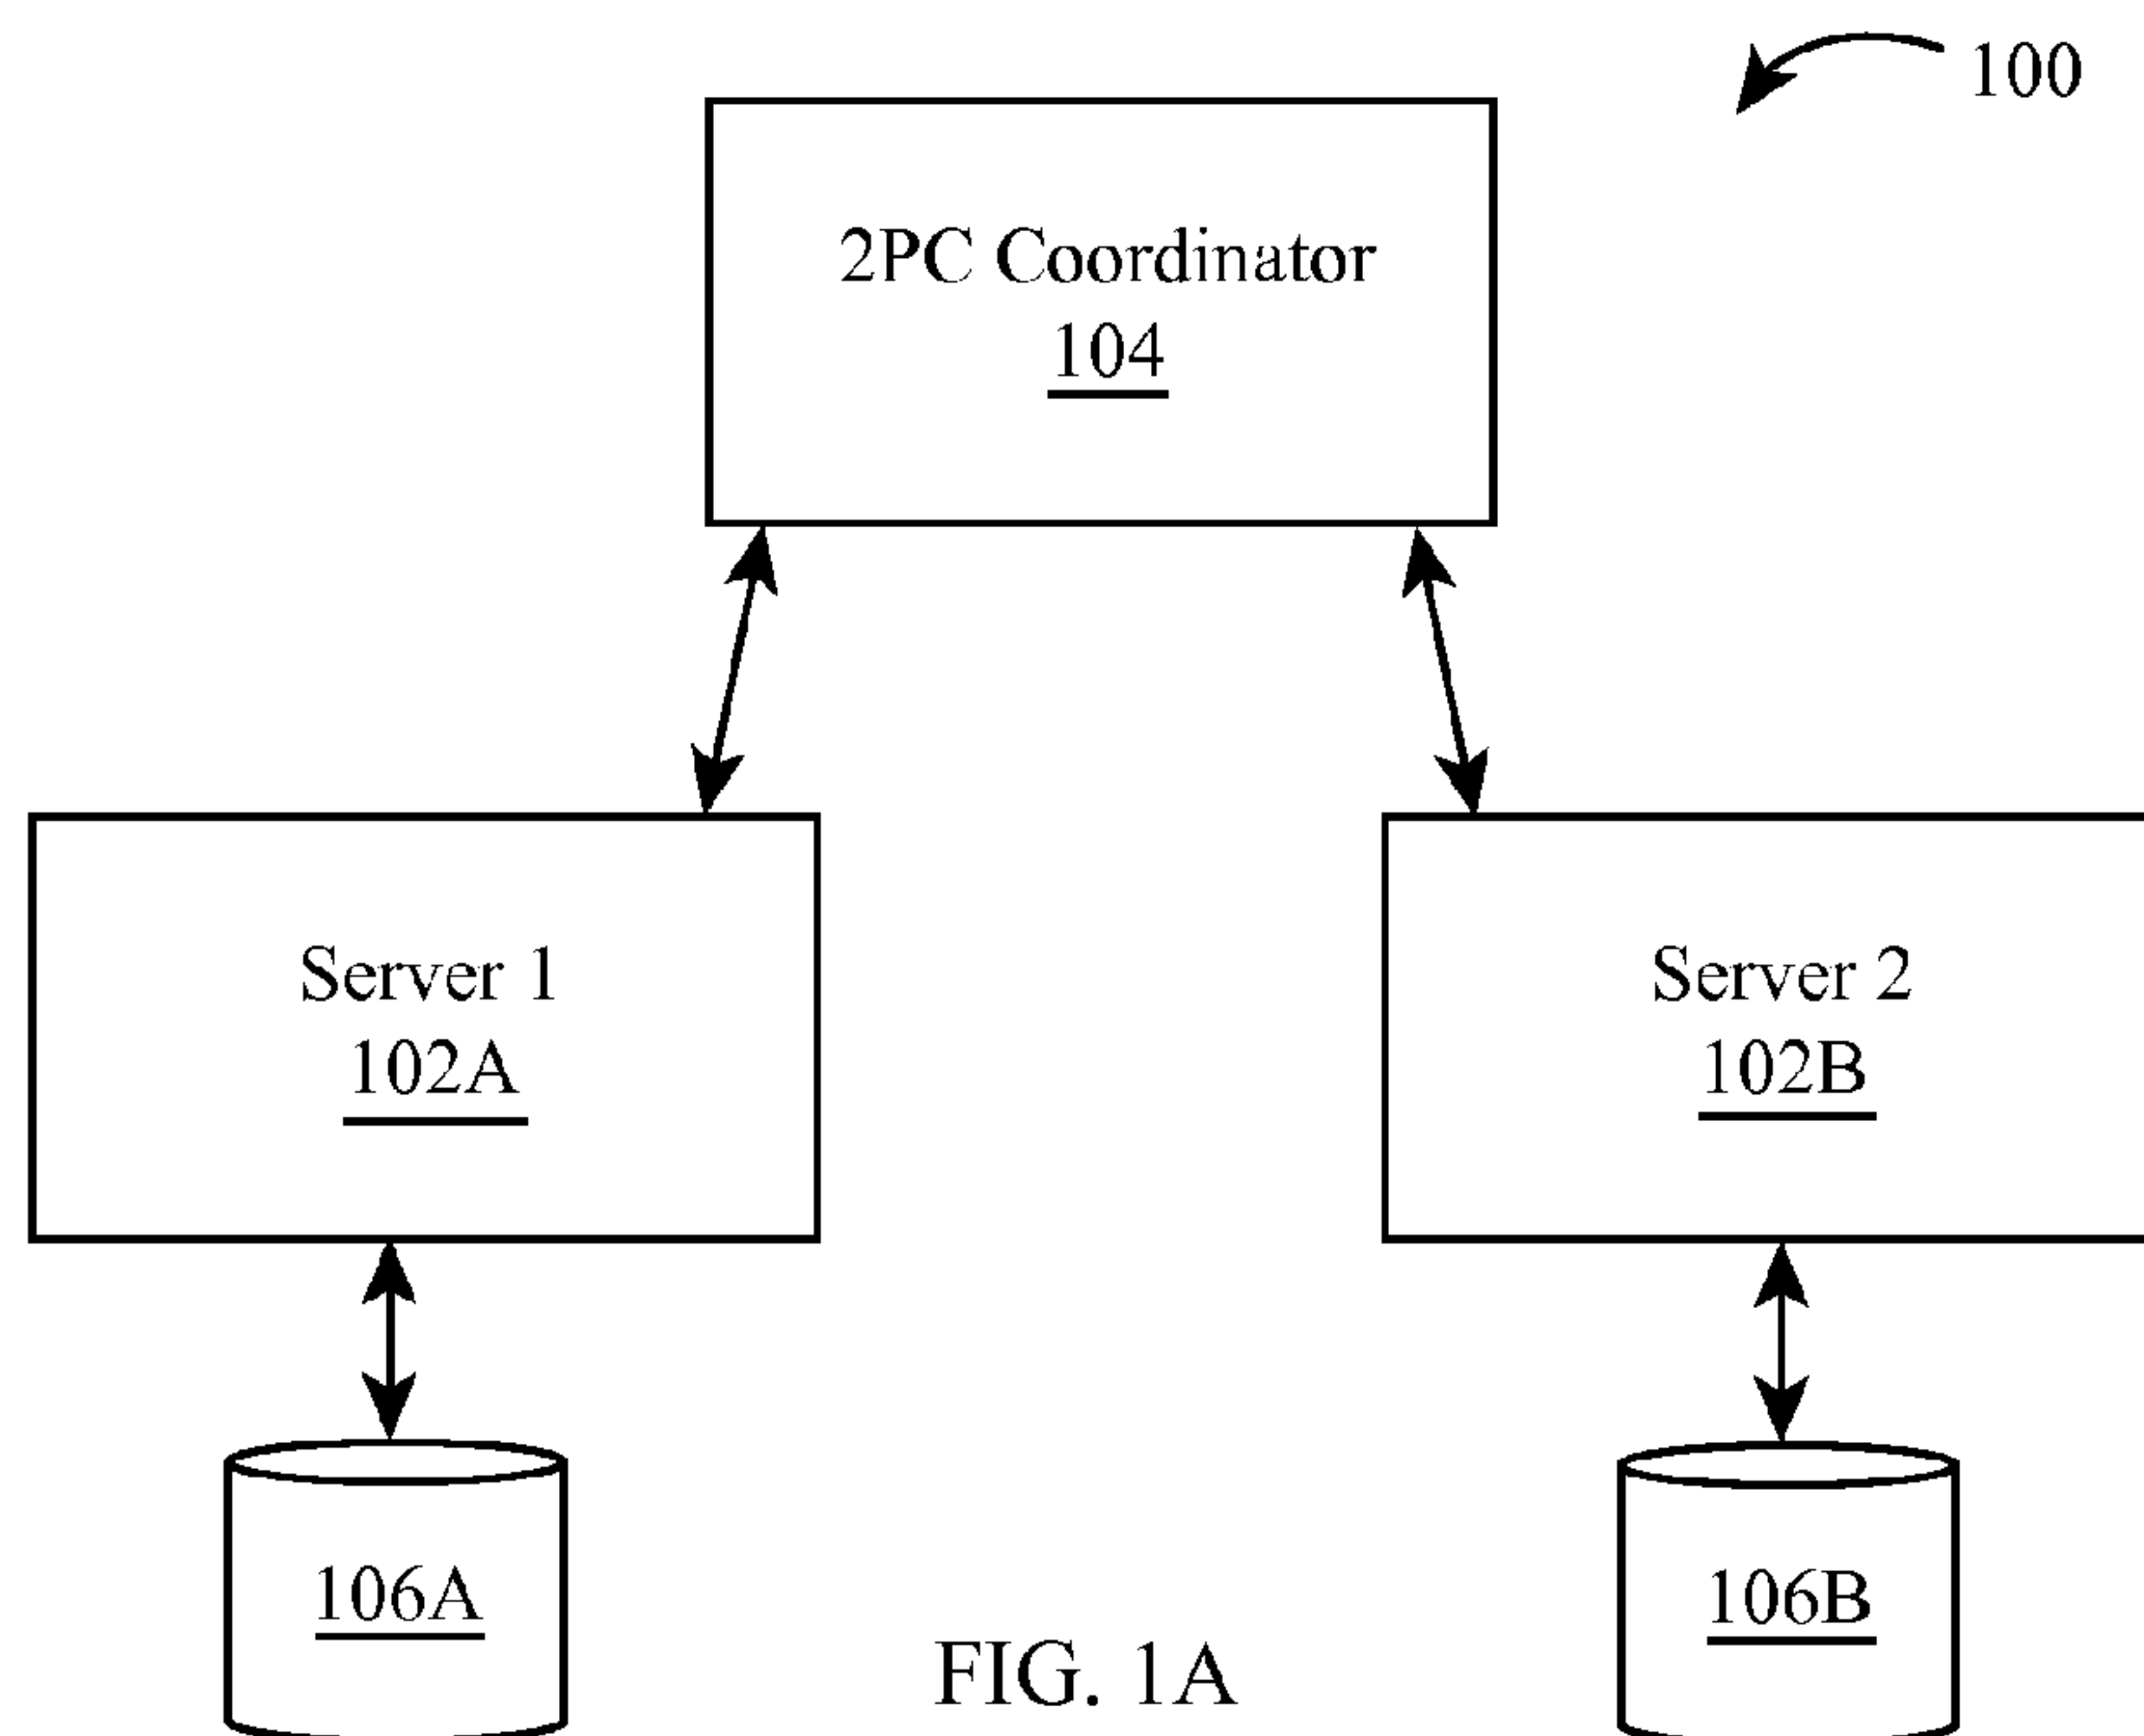 100
2PC Coordinator
104
Server 1
102A
Server 2
102B
106A
106B
FIG. 1A